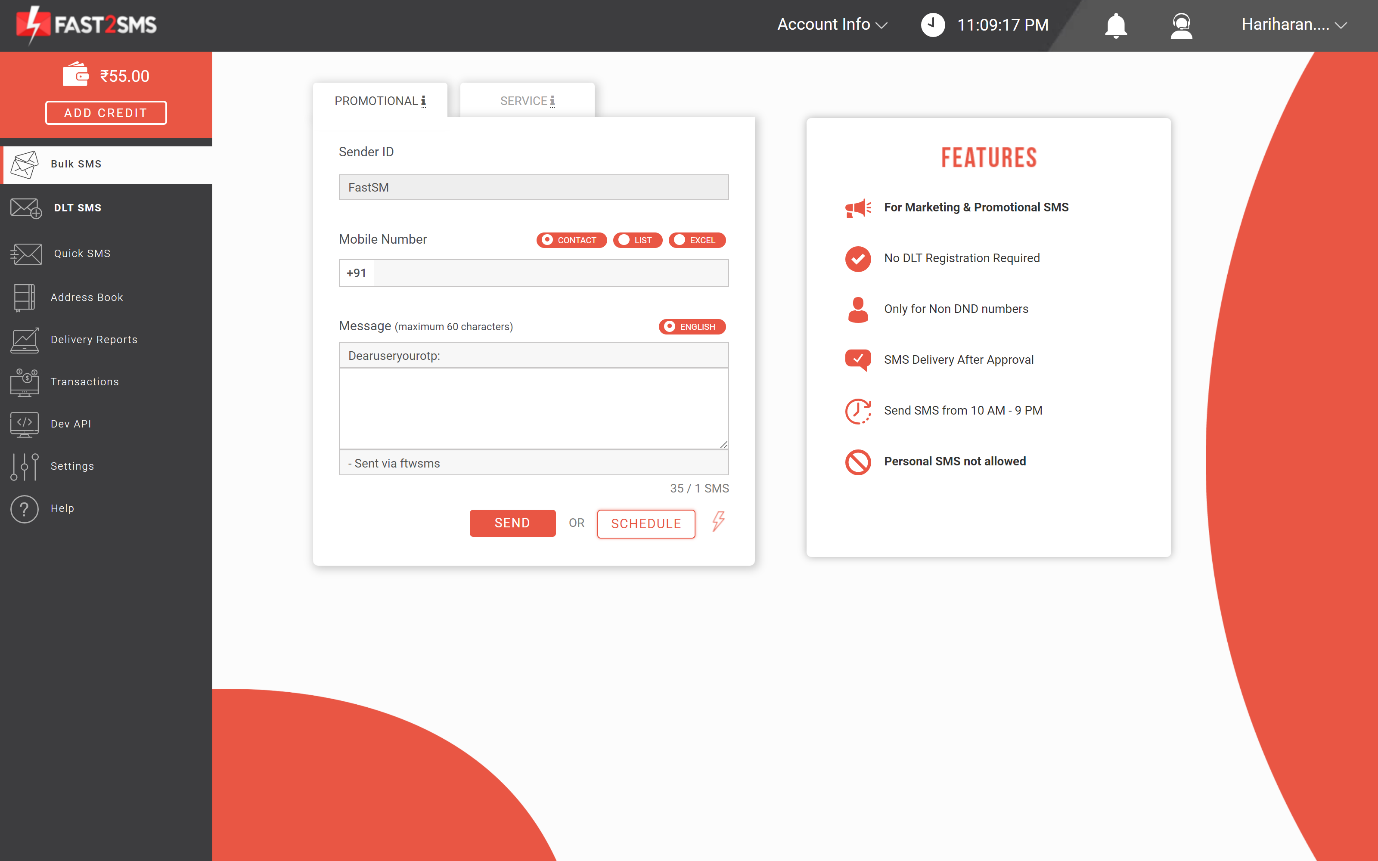 FAST2SMS
Account Info
11:09:17 PM
Hariharan....
₹55.00
ADD CREDIT
Bulk SMS
DLT SMS
Quick SMS
Address Book
Delivery Reports
Transactions
Dev API
Settings
? Help
PROMOTIONAL i
SERVICE i
Sender ID
FastSM
Mobile Number
CONTACT
LIST
EXCEL
+91
Message (maximum 60 characters)
ENGLISH
Dearuseryourotp:
- Sent via ftwsms
35 / 1 SMS
SEND
OR
SCHEDULE
FEATURES
For Marketing & Promotional SMS
No DLT Registration Required
Only for Non DND numbers
SMS Delivery After Approval
Send SMS from 10 AM - 9 PM
Personal SMS not allowed